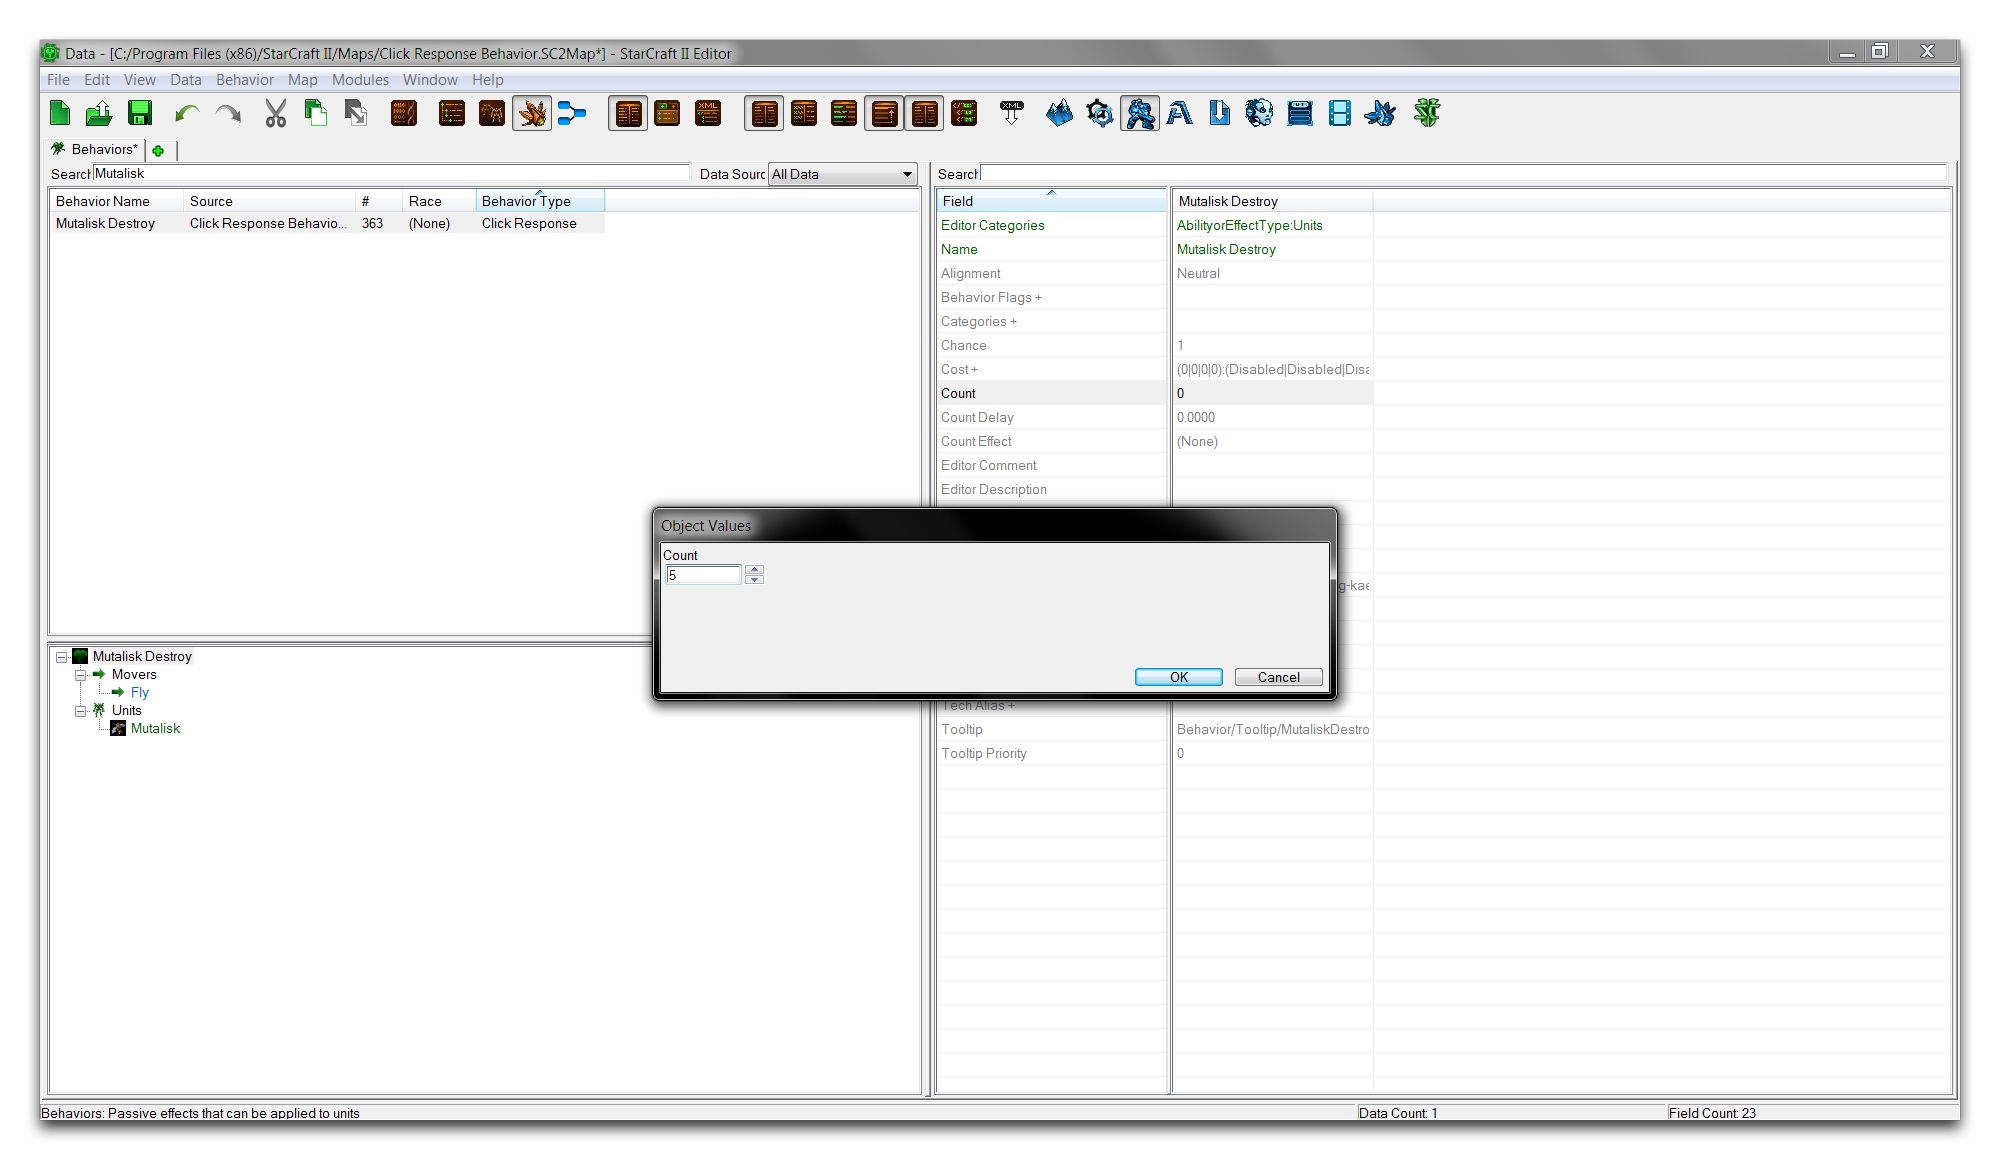 Data - [C:/Program Files (x86)/StarCraft II/Maps/Click Response Behavior.SC2Map*] - StarCraft II Editor
File Edit View Data Behavior Map Modules Window Help
XML XML
Behaviors*
Search Mutalisk Data Sourc All Data
Search
Behavior Name Source # Race Behavior Type
Mutalisk Destroy Click Response Behavio... 363 (None) Click Response
Field Mutalisk Destroy
Editor Categories AbilityorEffectType:Units
Name Mutalisk Destroy
Alignment Neutral
Behavior Flags +
Categories +
Chance 1
Cost + (0|0|0|0):(Disabled|Disabled|Disa
Count 0
Count Delay 0.0000
Count Effect (None)
Editor Comment
Editor Description
Object Values
Count
5
g-kae
OK Cancel
Mutalisk Destroy
Movers
Fly
Units
Mutalisk
Tech Alias +
Tooltip Behavior/Tooltip/MutaliskDestro
Tooltip Priority 0
Behaviors: Passive effects that can be applied to units Data Count: 1 Field Count: 23